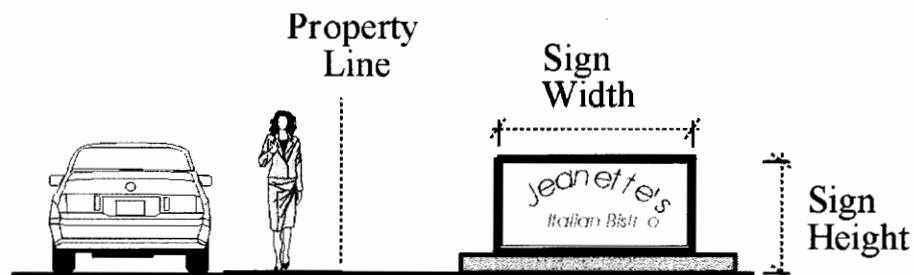 Property
Line
Sign
Width
Jeanette's
Italian Bistro
Sign
Height